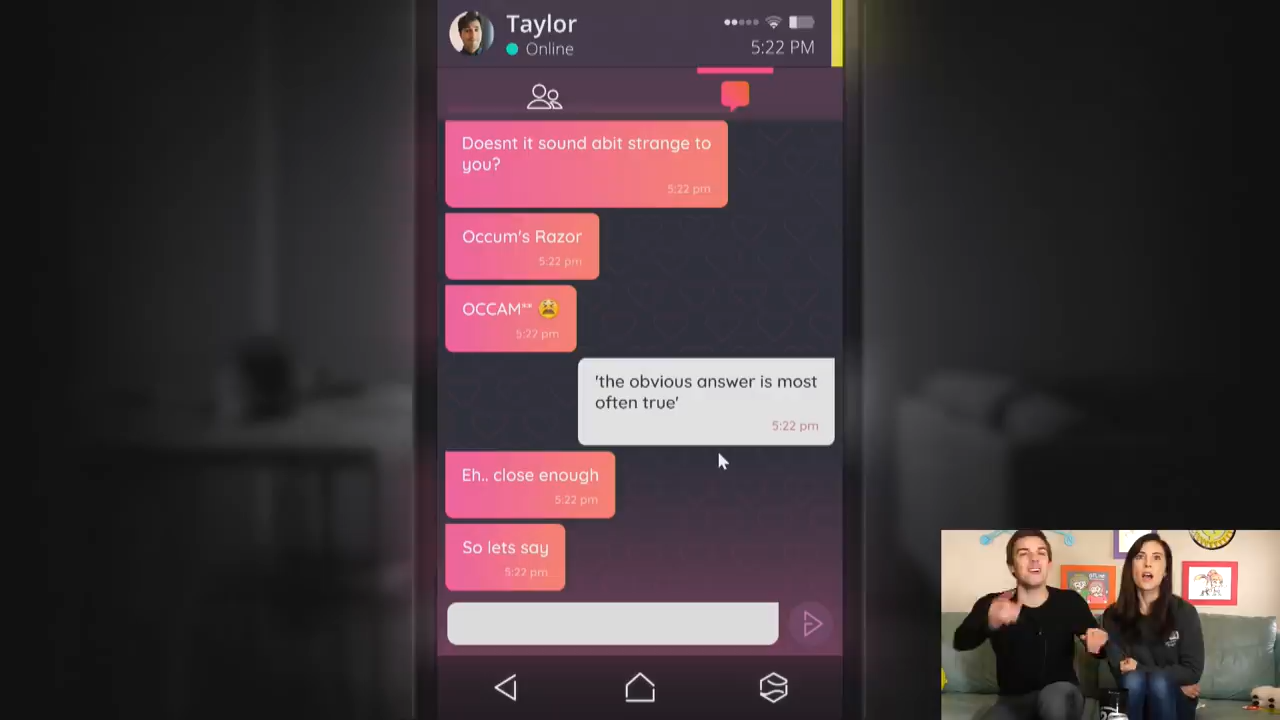 Taylor
Online
5:22 PM
Doesnt it sound abit strange to
you?
5:22 pm
Occum's Razor
5:22 pm
OCCAM** 😫
5:22 pm
'the obvious answer is most
often true'
5:22 pm
Eh.. close enough
5:22 pm
So lets say
5:22 pm